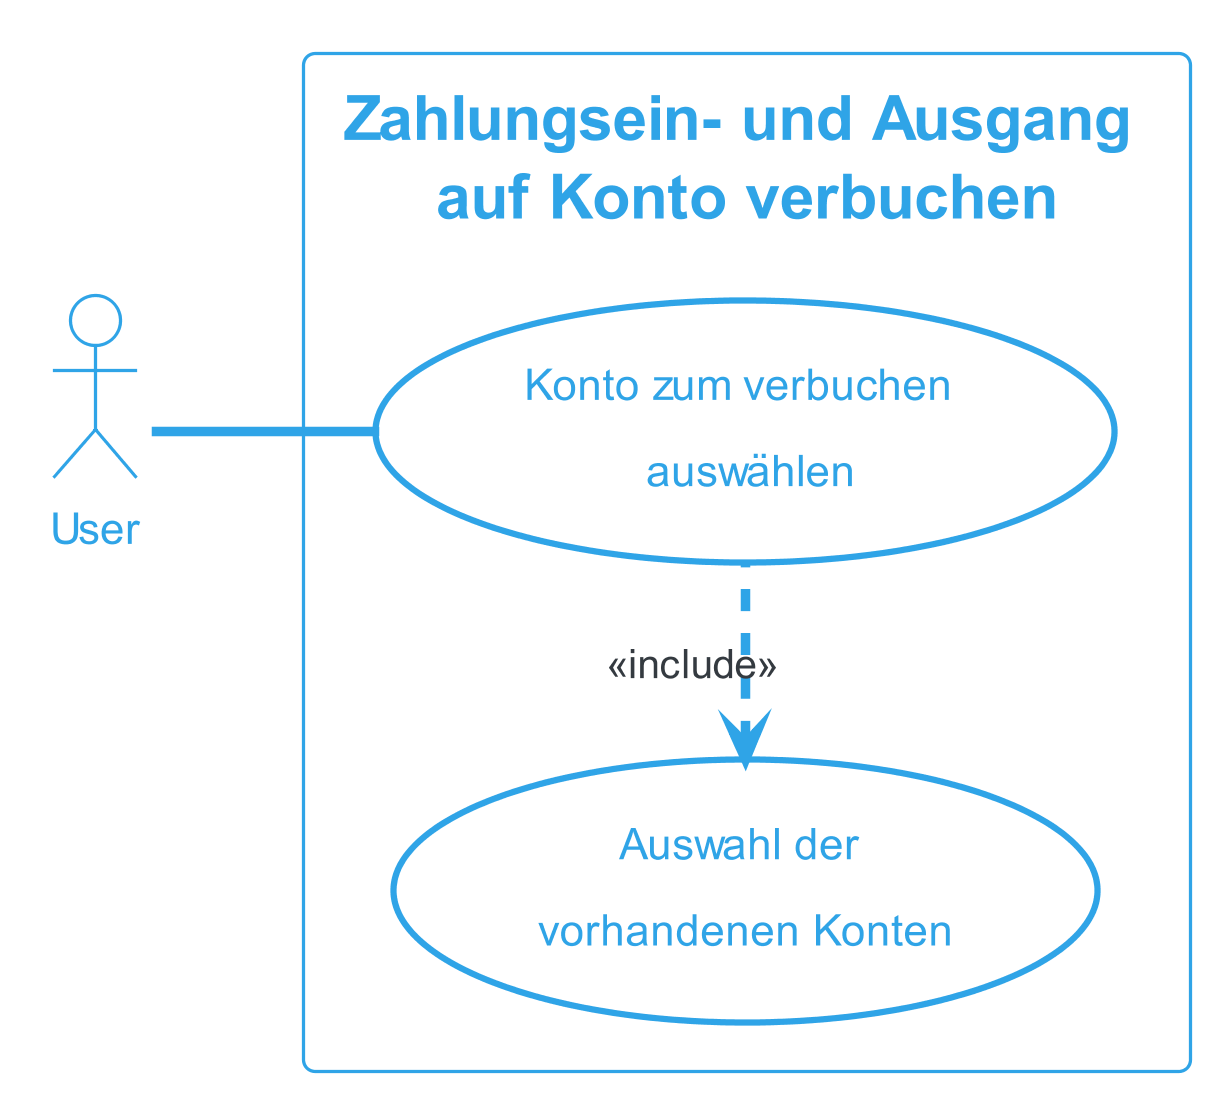 Zahlungsein- und Ausgang
auf Konto verbuchen
Konto zum verbuchen
auswählen
User
«include»
Auswahl der
vorhandenen Konten